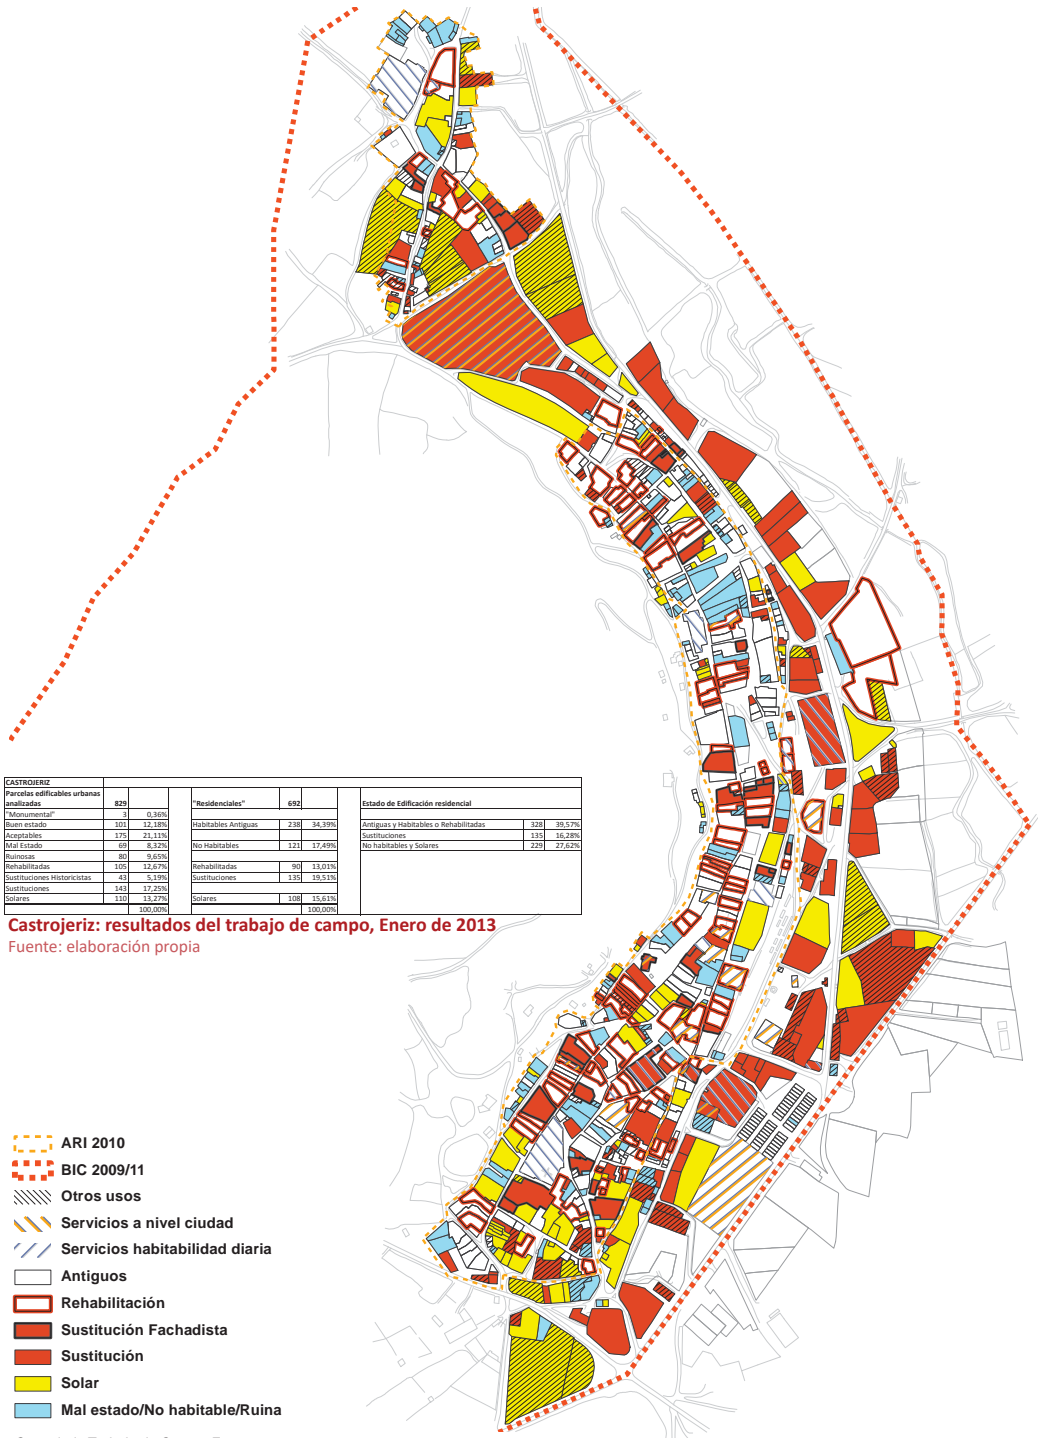 CASTROJERIZ
Parcelas edificables urbanas
analizadas 829 "Residenciales" 692 Estado de Edificación residencial
"Monumental" 3 0,36%
Buen estado 101 12,18% Habitables Antiguas 238 34,39% Antiguas y Habitables o Rehabilitadas 328 39,57%
Aceptables 175 21,11% Sustituciones 135 16,28%
Mal Estado 69 8,32% No Habitables 121 17,49% No habitables y Solares 229 27,62%
Ruinosas 80 9,65%
Rehabilitadas 105 12,67% Rehabilitadas 90 13,01%
Sustituciones Historicistas 43 5,19% Sustituciones 135 19,51%
Sustituciones 143 17,25%
Solares 110 13,27% Solares 108 15,61%
100,00% 100,00%
Castrojeriz: resultados del trabajo de campo, Enero de 2013
Fuente: elaboración propia
ARI 2010
BIC 2009/11
Otros usos
Servicios a nivel ciudad
Servicios habitabilidad diaria
Antiguos
Rehabilitación
Sustitución Fachadista
Sustitución
Solar
Mal estado/No habitable/Ruina